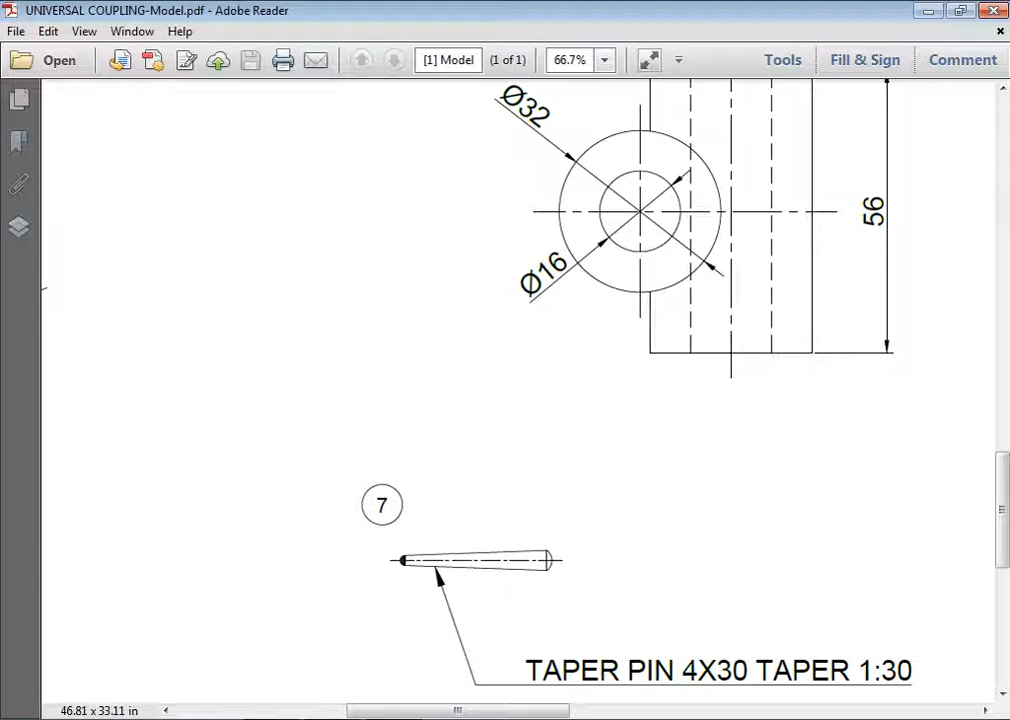 UNIVERSAL COUPLING-Model.pdf - Adobe Reader
File Edit View Window Help
Open [1] Model (1 of 1) 66.7% Tools Fill & Sign Comment
Ø32
56
Ø16
7
TAPER PIN 4X30 TAPER 1:30
46.81 x 33.11 in